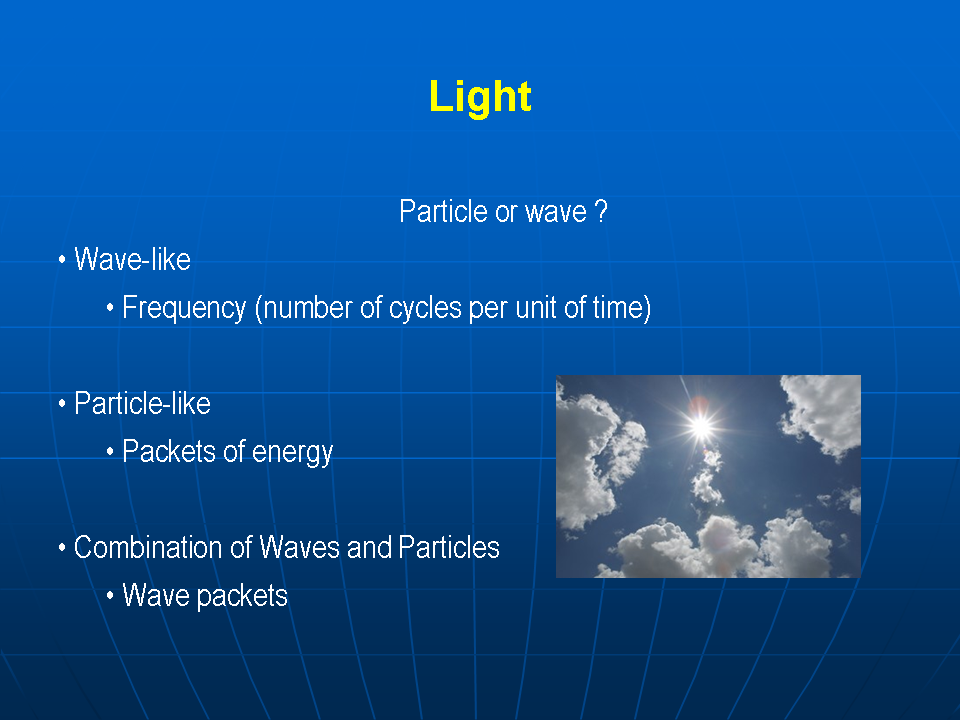 Light
Particle or wave ?
• Wave-like
• Frequency (number of cycles per unit of time)
• Particle-like
• Packets of energy
• Combination of Waves and Particles
• Wave packets